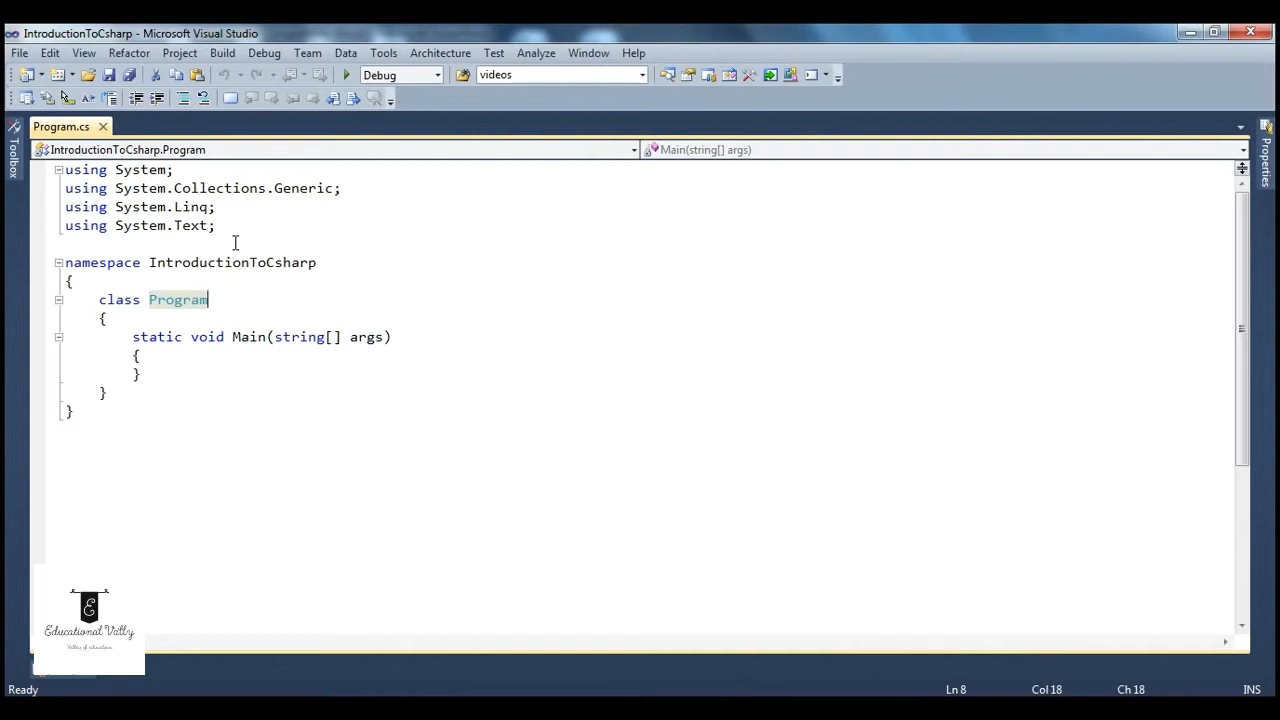 IntroductionToCsharp - Microsoft Visual Studio
File Edit View Refactor Project Build Debug Team Data Tools Architecture Test Analyze Window Help
Debug videos
Program.cs
Toolbox
Properties
IntroductionToCsharp.Program Main(string[] args)
using System;
using System.Collections.Generic;
using System.Linq;
using System.Text;
namespace IntroductionToCsharp
{
class Program
{
static void Main(string[] args)
{
}
}
}
E
Educational Vally
Valley of education
Ready Ln 8 Col 18 Ch 18 INS